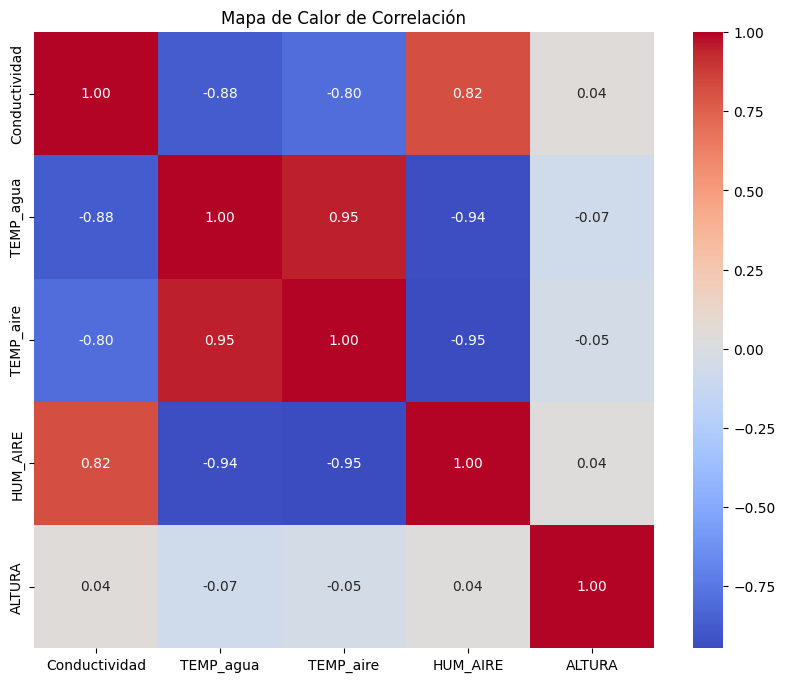 Mapa de Calor de Correlación
Conductividad 1.00 -0.88 -0.80 0.82 0.04
TEMP_agua -0.88 1.00 0.95 -0.94 -0.07
TEMP_aire -0.80 0.95 1.00 -0.95 -0.05
HUM_AIRE 0.82 -0.94 -0.95 1.00 0.04
ALTURA 0.04 -0.07 -0.05 0.04 1.00
Conductividad TEMP_agua TEMP_aire HUM_AIRE ALTURA
1.00
0.75
0.50
0.25
0.00
−0.25
−0.50
−0.75